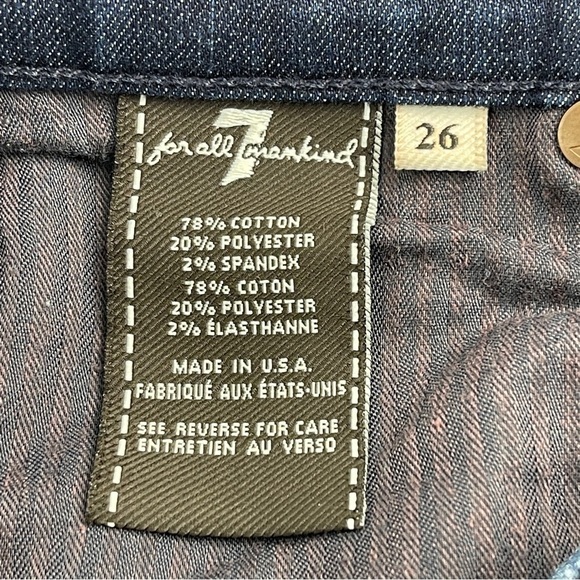 7
for all mankind
26
78% COTTON
20% POLYESTER
2% SPANDEX
78% COTON
20% POLYESTER
2% ÉLASTHANNE
MADE IN U.S.A.
FABRIQUÉ AUX ÉTATS-UNIS
SEE REVERSE FOR CARE
ENTRETIEN AU VERSO